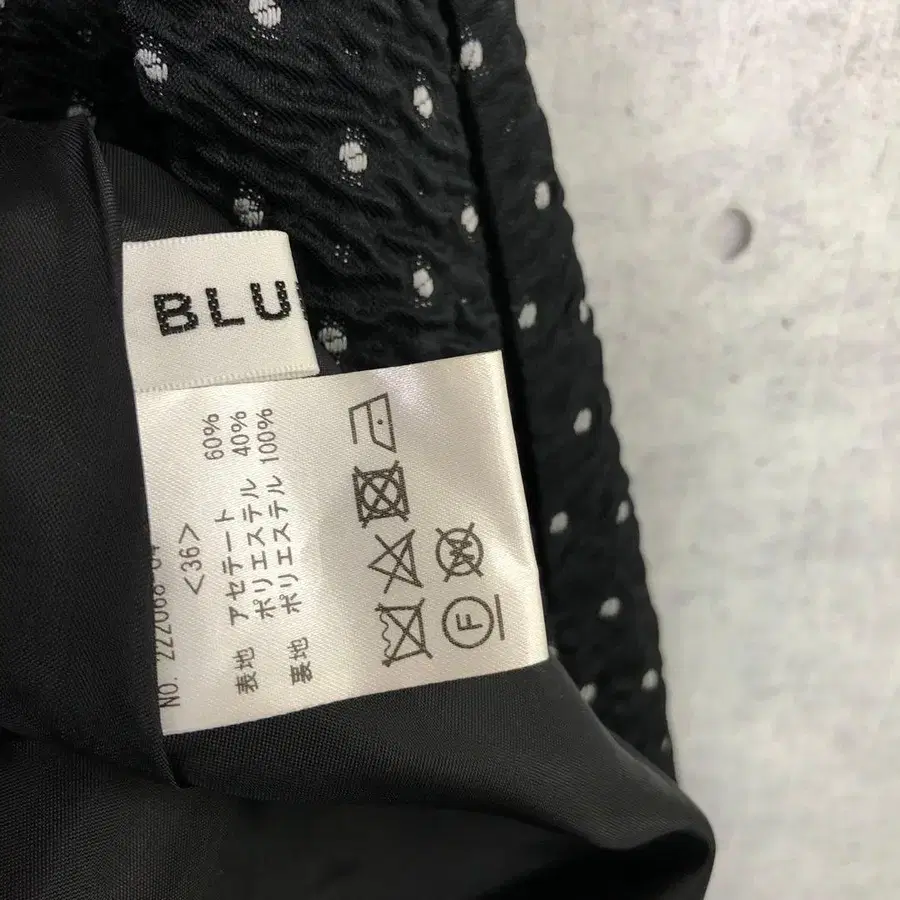 BLU
NO. 222068-
<36>
表地 アセテート 60%
ポリエステル 40%
裏地 ポリエステル 100%
W
F